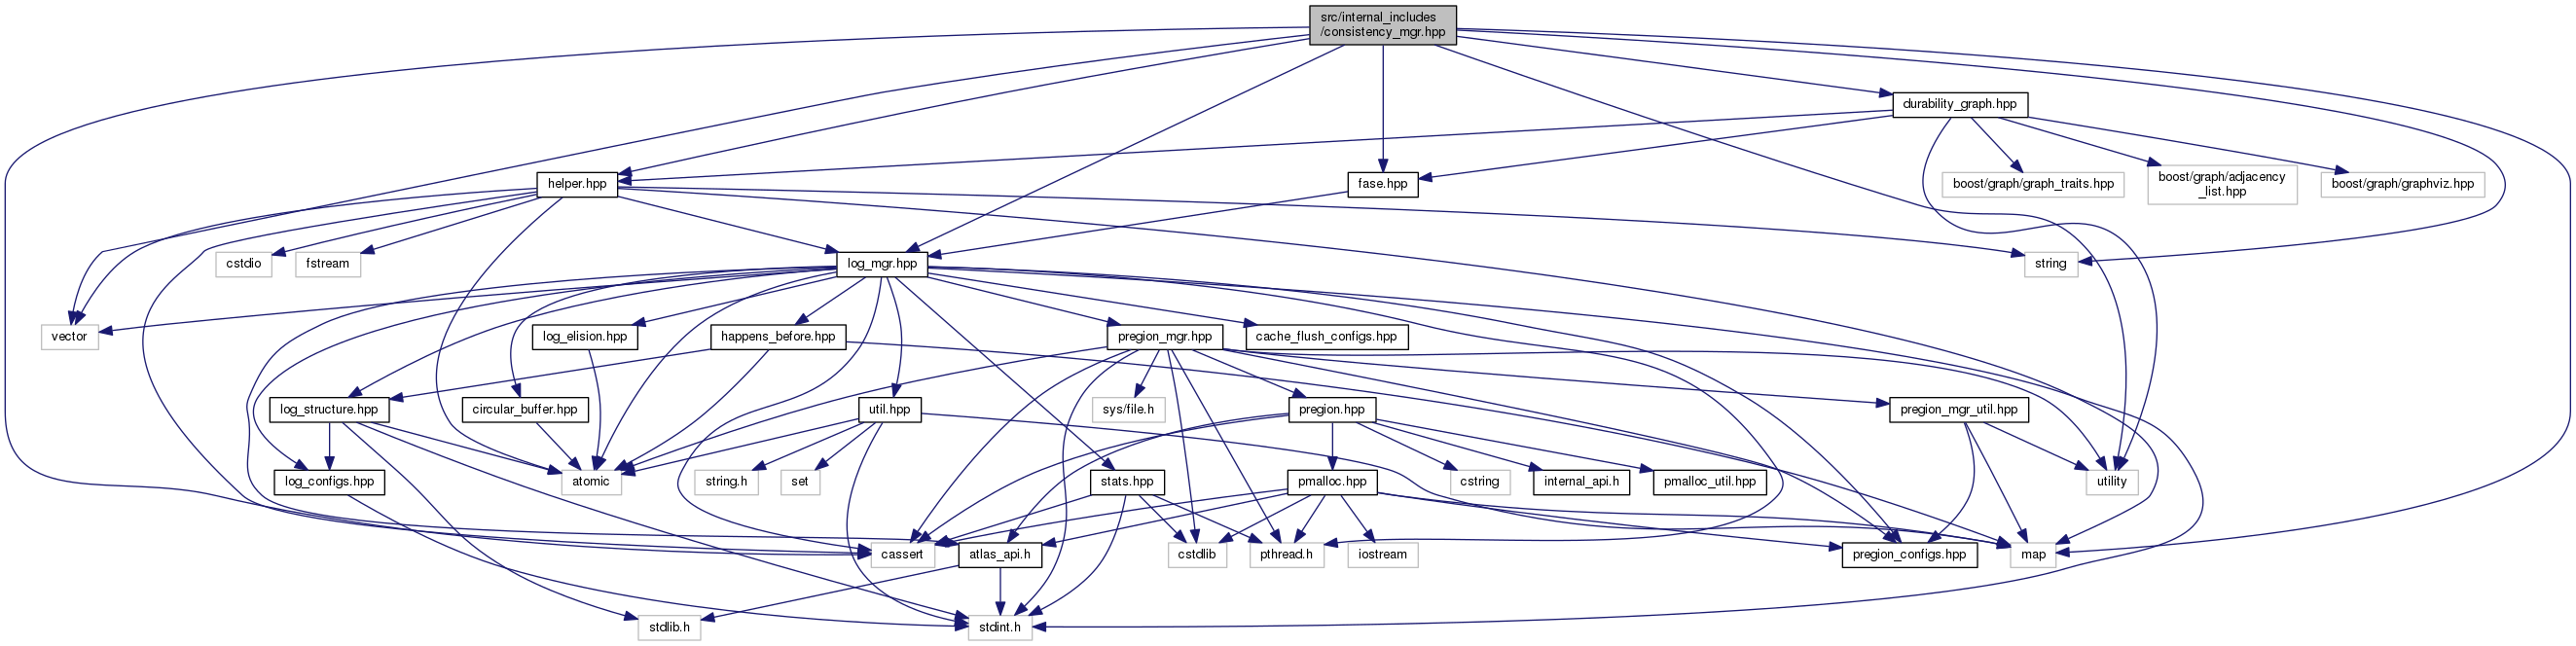 src/internal_includes
/consistency_mgr.hpp
durability_graph.hpp
helper.hpp
fase.hpp
boost/graph/graph_traits.hpp
boost/graph/adjacency
_list.hpp
boost/graph/graphviz.hpp
cstdio
fstream
log_mgr.hpp
string
vector
log_elision.hpp
happens_before.hpp
pregion_mgr.hpp
cache_flush_configs.hpp
log_structure.hpp
circular_buffer.hpp
util.hpp
sys/file.h
pregion.hpp
pregion_mgr_util.hpp
log_configs.hpp
atomic
string.h
set
stats.hpp
pmalloc.hpp
cstring
internal_api.h
pmalloc_util.hpp
utility
cassert
atlas_api.h
cstdlib
pthread.h
iostream
pregion_configs.hpp
map
stdlib.h
stdint.h